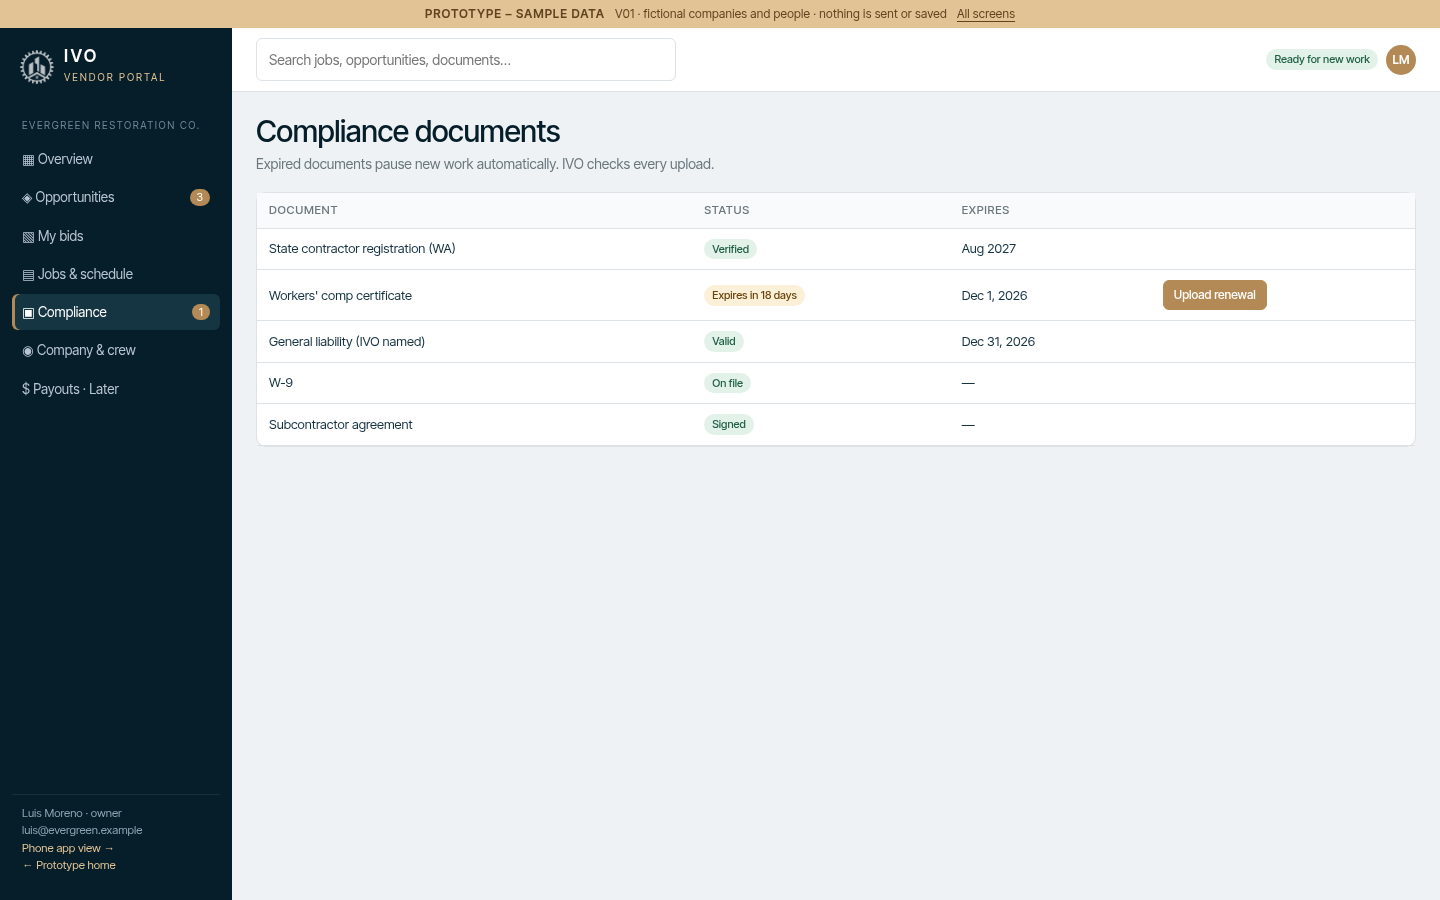 PROTOTYPE – SAMPLE DATA V01 · fictional companies and people · nothing is sent or saved All screens
IVO
VENDOR PORTAL
Search jobs, opportunities, documents...
Ready for new work
LM
EVERGREEN RESTORATION CO.
Overview
Opportunities 3
My bids
Jobs & schedule
Compliance 1
Company & crew
$ Payouts · Later
Compliance documents
Expired documents pause new work automatically. IVO checks every upload.
DOCUMENT STATUS EXPIRES
State contractor registration (WA) Verified Aug 2027
Workers' comp certificate Expires in 18 days Dec 1, 2026 Upload renewal
General liability (IVO named) Valid Dec 31, 2026
W-9 On file —
Subcontractor agreement Signed —
Luis Moreno · owner
luis@evergreen.example
Phone app view →
← Prototype home